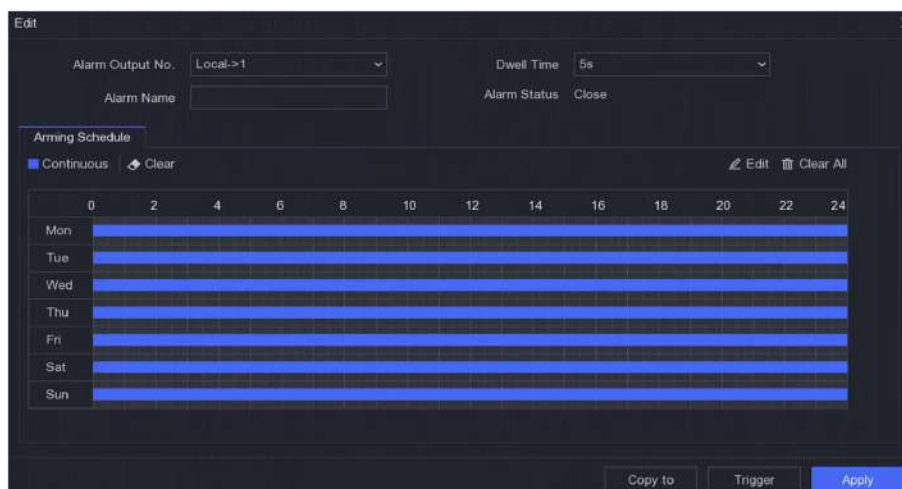 Edit
Alarm Output No. Local->1 Dwell Time 5s
Alarm Name Alarm Status Close
Arming Schedule
Continuous Clear Edit Clear All
0 2 4 6 8 10 12 14 16 18 20 22 24
Mon
Tue
Wed
Thu
Fri
Sat
Sun
Copy to Trigger Apply